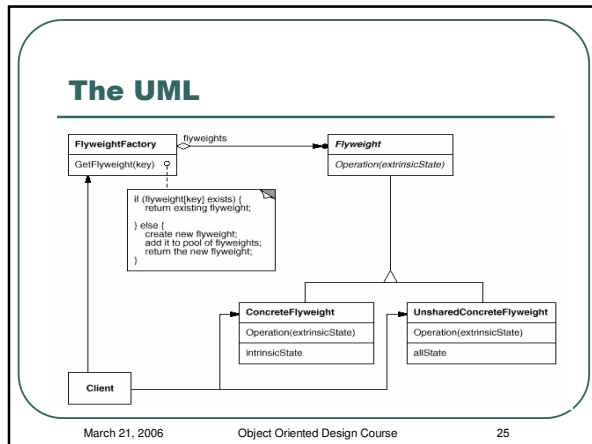 The UML
FlyweightFactory
GetFlyweight(key)
flyweights
Flyweight
Operation(extrinsicState)
if (flyweight[key] exists) {
return existing flyweight;
} else {
create new flyweight;
add it to pool of flyweights;
return the new flyweight;
}
ConcreteFlyweight
Operation(extrinsicState)
intrinsicState
UnsharedConcreteFlyweight
Operation(extrinsicState)
allState
Client
March 21, 2006
Object Oriented Design Course
25